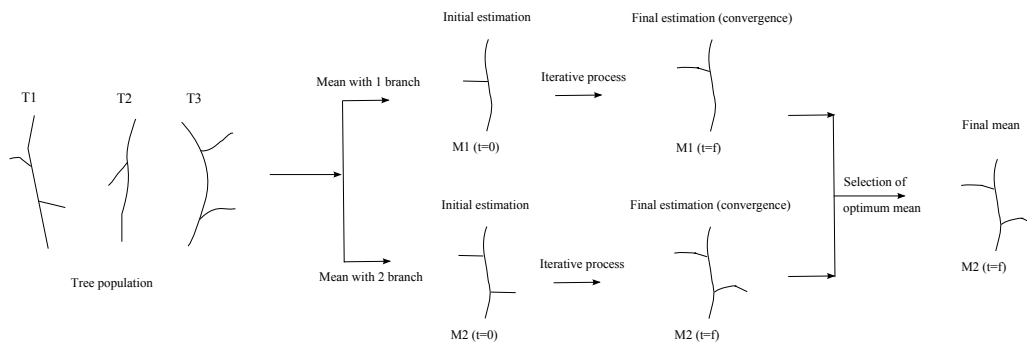 T1
T2
T3
Tree population
Mean with 1 branch
Mean with 2 branch
Initial estimation
M1 (t=0)
Iterative process
Final estimation (convergence)
M1 (t=f)
Initial estimation
M2 (t=0)
Iterative process
Final estimation (convergence)
M2 (t=f)
Selection of
optimum mean
Final mean
M2 (t=f)